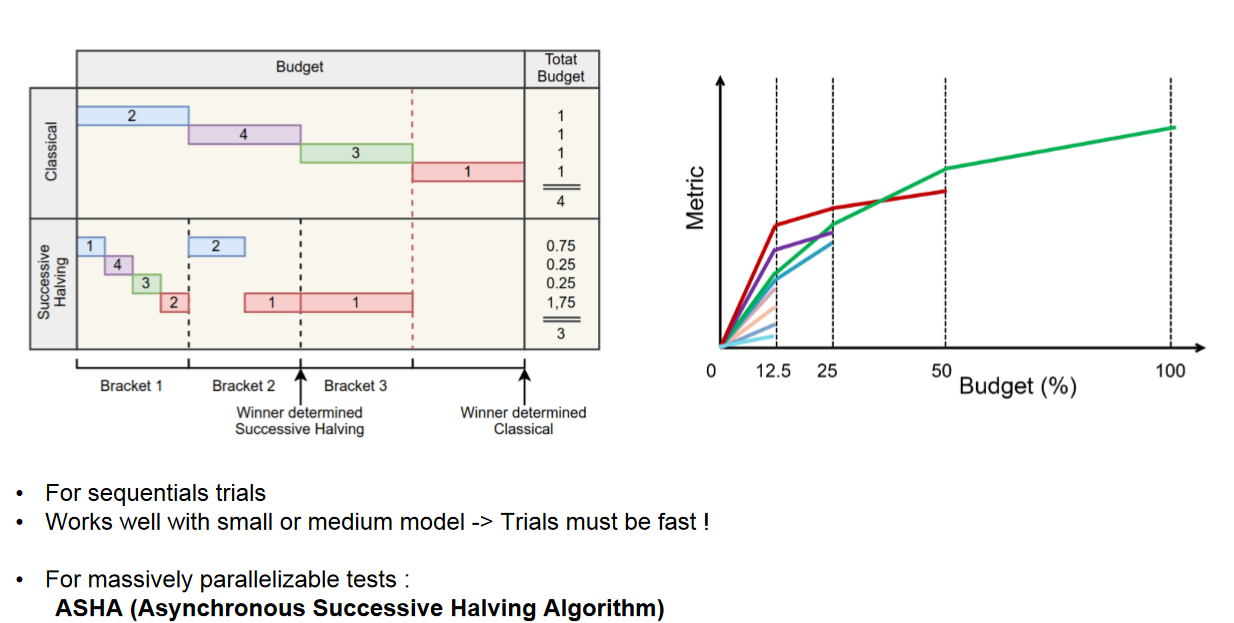 Budget
Totat
Budget
Classical
2
4
3
1
1
1
1
1
4
Successive
Halving
1
4
3
2
2
1
1
0.75
0.25
0.25
1,75
3
Bracket 1
Bracket 2
Bracket 3
Winner determined
Successive Halving
Winner determined
Classical
Metric
0
12.5
25
50
100
Budget (%)
• For sequentials trials
• Works well with small or medium model -> Trials must be fast !
• For massively parallelizable tests :
ASHA (Asynchronous Successive Halving Algorithm)